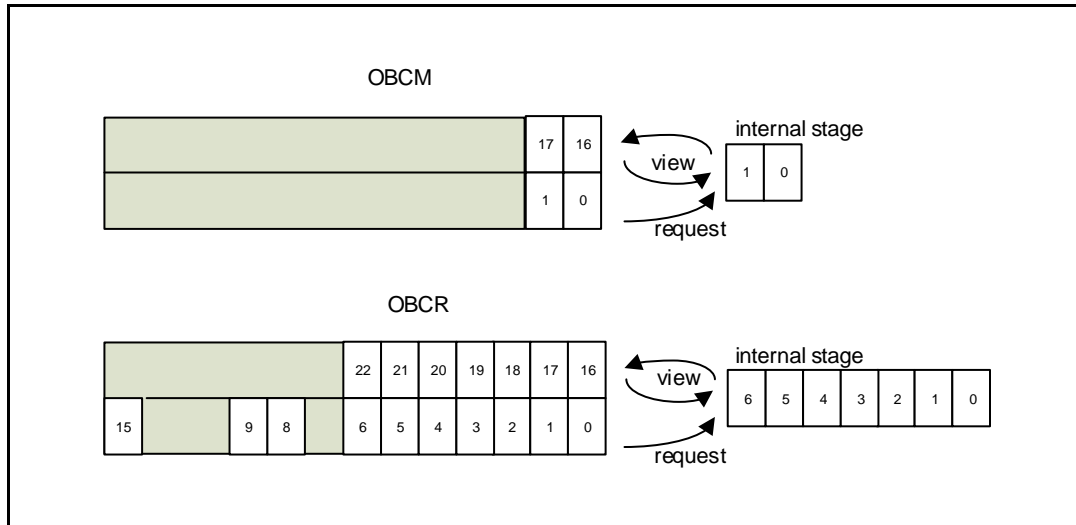 OBCM
17 16
internal stage
view
1 0
1 0
request
OBCR
22 21 20 19 18 17 16
internal stage
view
6 5 4 3 2 1 0
15 9 8 6 5 4 3 2 1 0
request